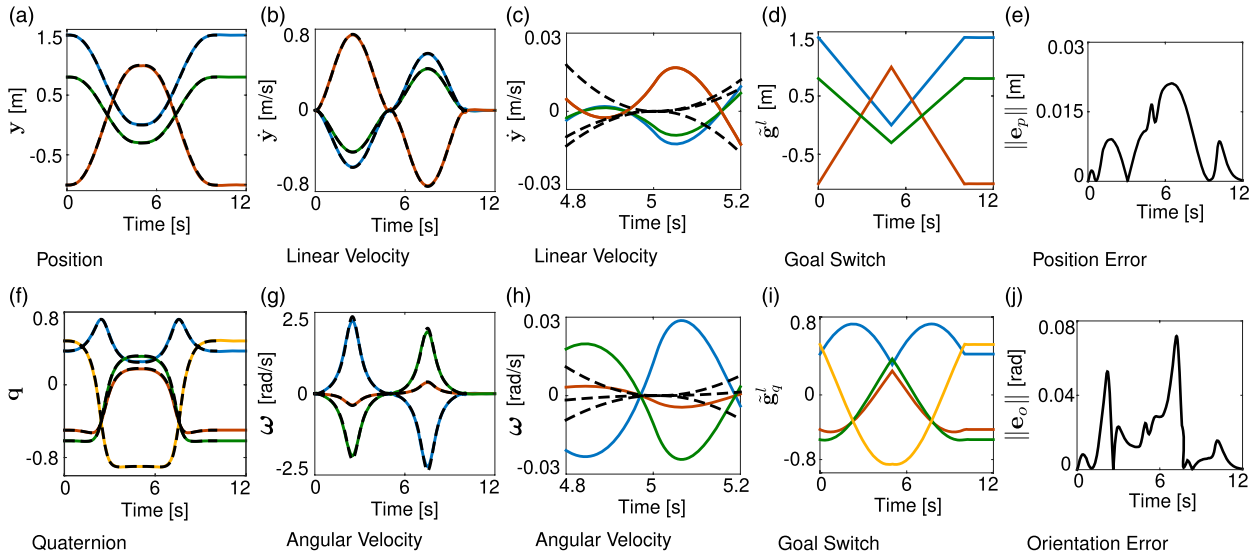 (a) (b) (c) (d) (e)
1.5 0.8 0.03 1.5 0.03
0.5 0 0 0.5 0.015
-0.5 -0.8 -0.03 -0.5 0
y [m] ẏ [m/s] ẏ [m/s] g̃ˡ [m] ||eₚ|| [m]
0 6 12 0 6 12 4.8 5 5.2 0 6 12 0 6 12
Time [s] Time [s] Time [s] Time [s] Time [s]
Position Linear Velocity Linear Velocity Goal Switch Position Error
(f) (g) (h) (i) (j)
0.8 2.5 0.03 0.8 0.08
0 0 0 0
-0.8 -2.5 -0.03 -0.8 0
q ω [rad/s] ω [rad/s] g̃ˡ_q ||eₒ|| [rad]
0 6 12 0 6 12 4.8 5 5.2 0 6 12 0 6 12
Time [s] Time [s] Time [s] Time [s] Time [s]
Quaternion Angular Velocity Angular Velocity Goal Switch Orientation Error